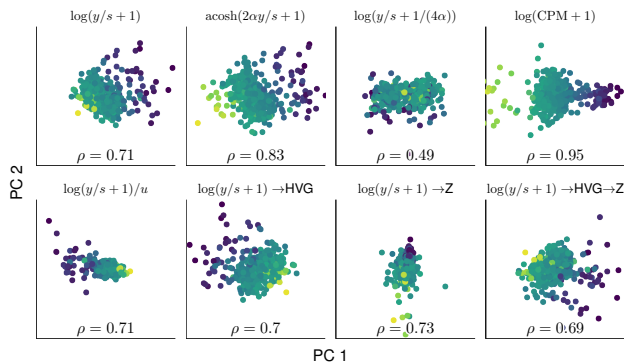 log(y/s + 1)
acosh(2αy/s + 1)
log(y/s + 1/(4α))
log(CPM + 1)
ρ = 0.71
ρ = 0.83
ρ = 0.49
ρ = 0.95
PC 2
log(y/s + 1)/u
log(y/s + 1) →HVG
log(y/s + 1) →Z
log(y/s + 1) →HVG→Z
ρ = 0.71
ρ = 0.7
ρ = 0.73
ρ = 0.69
PC 1